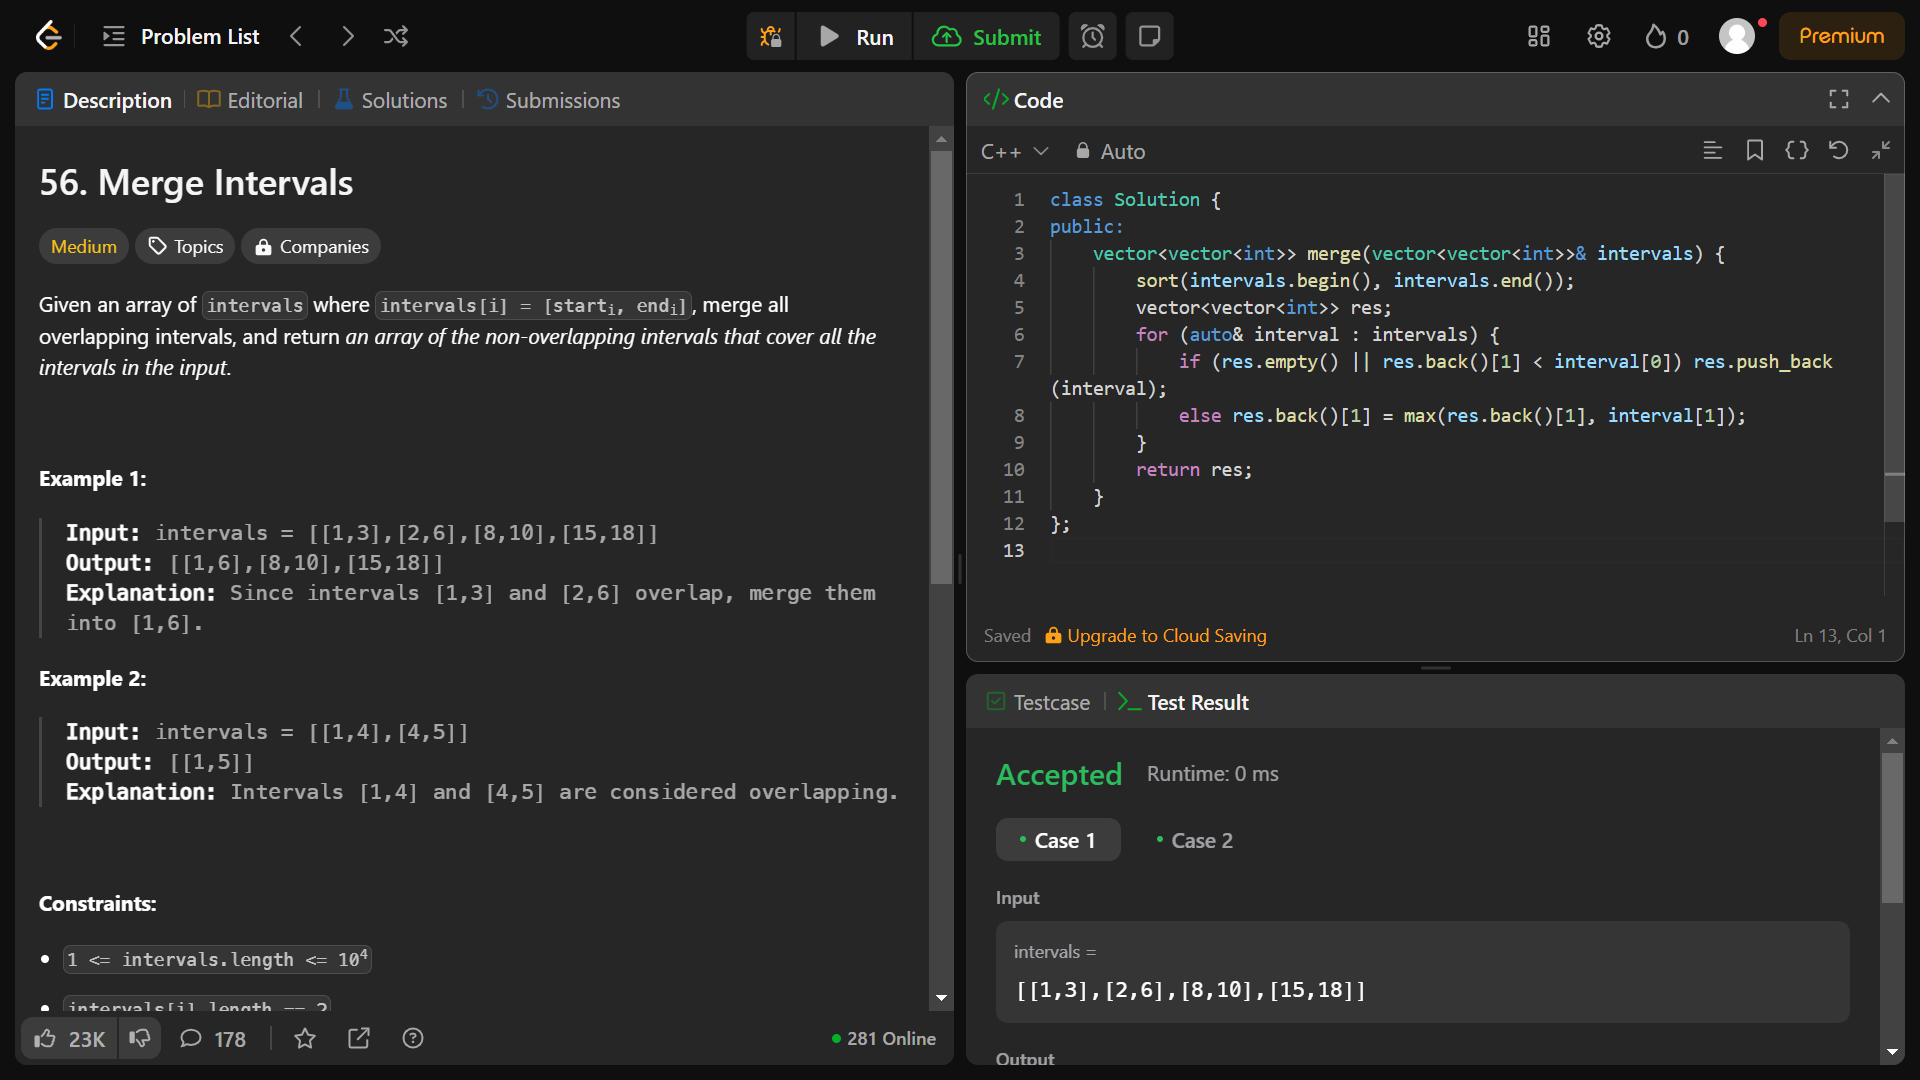 Problem List
Run
Submit
0
Premium
Description
Editorial
Solutions
Submissions
56. Merge Intervals
Medium
Topics
Companies
Given an array of intervals where intervals[i] = [starti, endi], merge all
overlapping intervals, and return an array of the non-overlapping intervals that cover all the
intervals in the input.
Example 1:
Input: intervals = [[1,3],[2,6],[8,10],[15,18]]
Output: [[1,6],[8,10],[15,18]]
Explanation: Since intervals [1,3] and [2,6] overlap, merge them
into [1,6].
Example 2:
Input: intervals = [[1,4],[4,5]]
Output: [[1,5]]
Explanation: Intervals [1,4] and [4,5] are considered overlapping.
Constraints:
1 <= intervals.length <= 10^4
intervals[i].length == 2
23K
178
281 Online
Code
C++
Auto
1 class Solution {
2 public:
3 vector<vector<int>> merge(vector<vector<int>>& intervals) {
4 sort(intervals.begin(), intervals.end());
5 vector<vector<int>> res;
6 for (auto& interval : intervals) {
7 if (res.empty() || res.back()[1] < interval[0]) res.push_back
(interval);
8 else res.back()[1] = max(res.back()[1], interval[1]);
9 }
10 return res;
11 }
12 };
13
Saved
Upgrade to Cloud Saving
Ln 13, Col 1
Testcase
Test Result
Accepted
Runtime: 0 ms
Case 1
Case 2
Input
intervals =
[[1,3],[2,6],[8,10],[15,18]]
Output